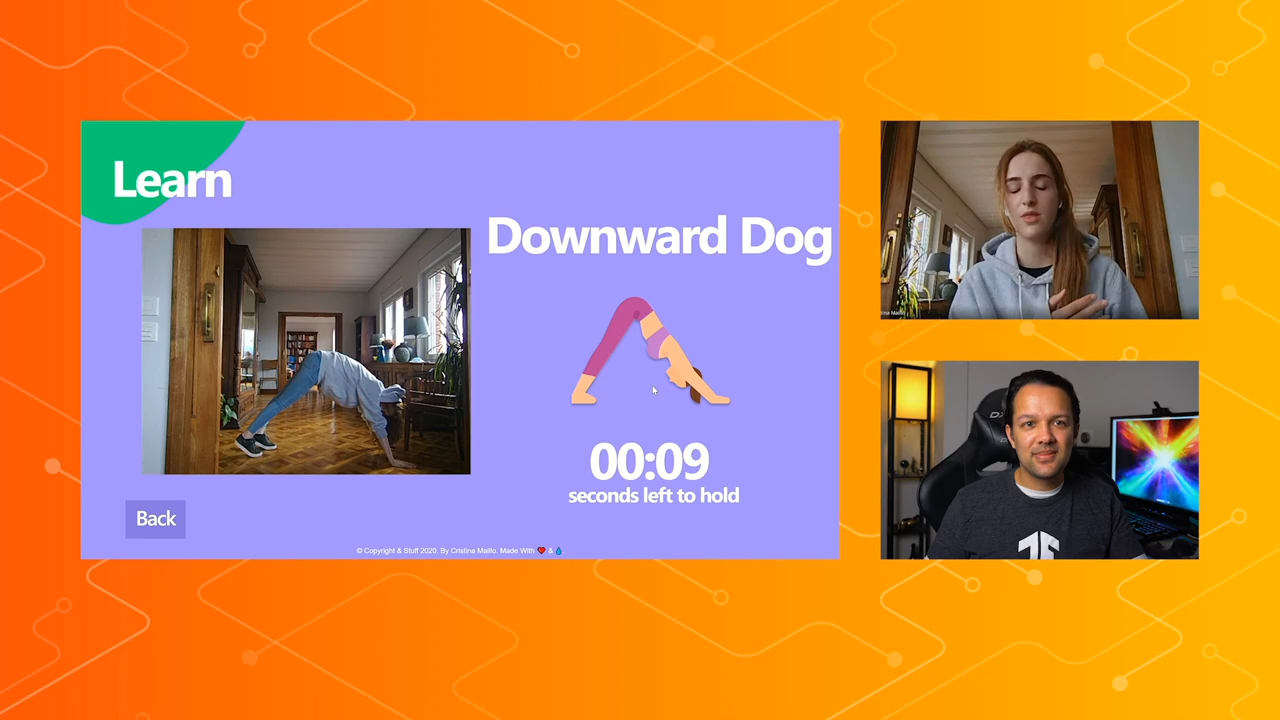 Learn
Downward Dog
00:09
seconds left to hold
Back
© Copyright & Stuff 2020. By Cristina Maillo. Made With ❤️ & 💧